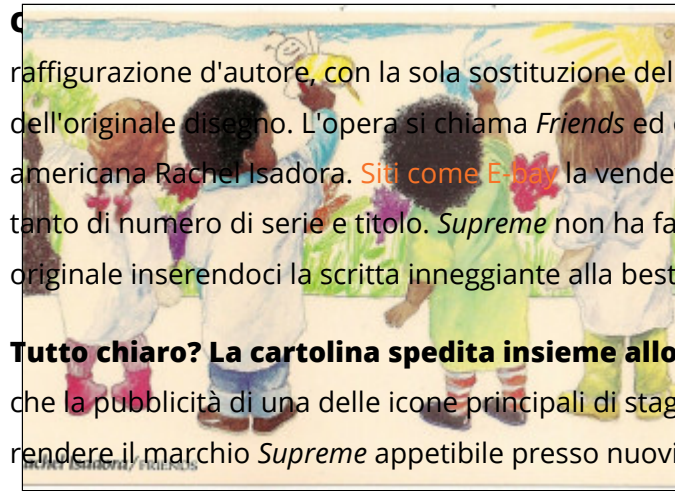 raffigurazione d'autore, con la sola sostituzione del
dell'originale disegno. L'opera si chiama Friends ed
americana Rachel Isadora. Siti come E-bay la vende
tanto di numero di serie e titolo. Supreme non ha fa
originale inserendoci la scritta inneggiante alla best
Tutto chiaro? La cartolina spedita insieme allo
che la pubblicità di una delle icone principali di stag
rendere il marchio Supreme appetibile presso nuovi
Rachel Isadora/FRIENDS